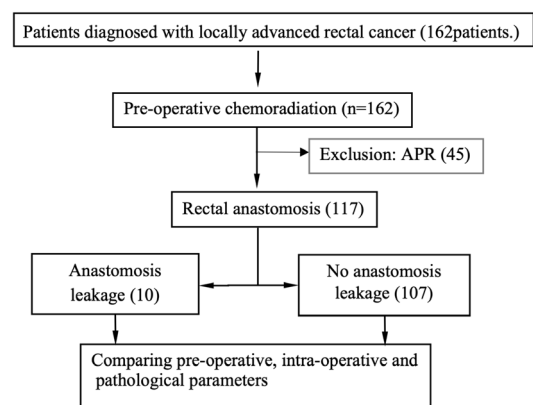 Patients diagnosed with locally advanced rectal cancer (162patients.)
Pre-operative chemoradiation (n=162)
Exclusion: APR (45)
Rectal anastomosis (117)
Anastomosis
leakage (10)
No anastomosis
leakage (107)
Comparing pre-operative, intra-operative and
pathological parameters